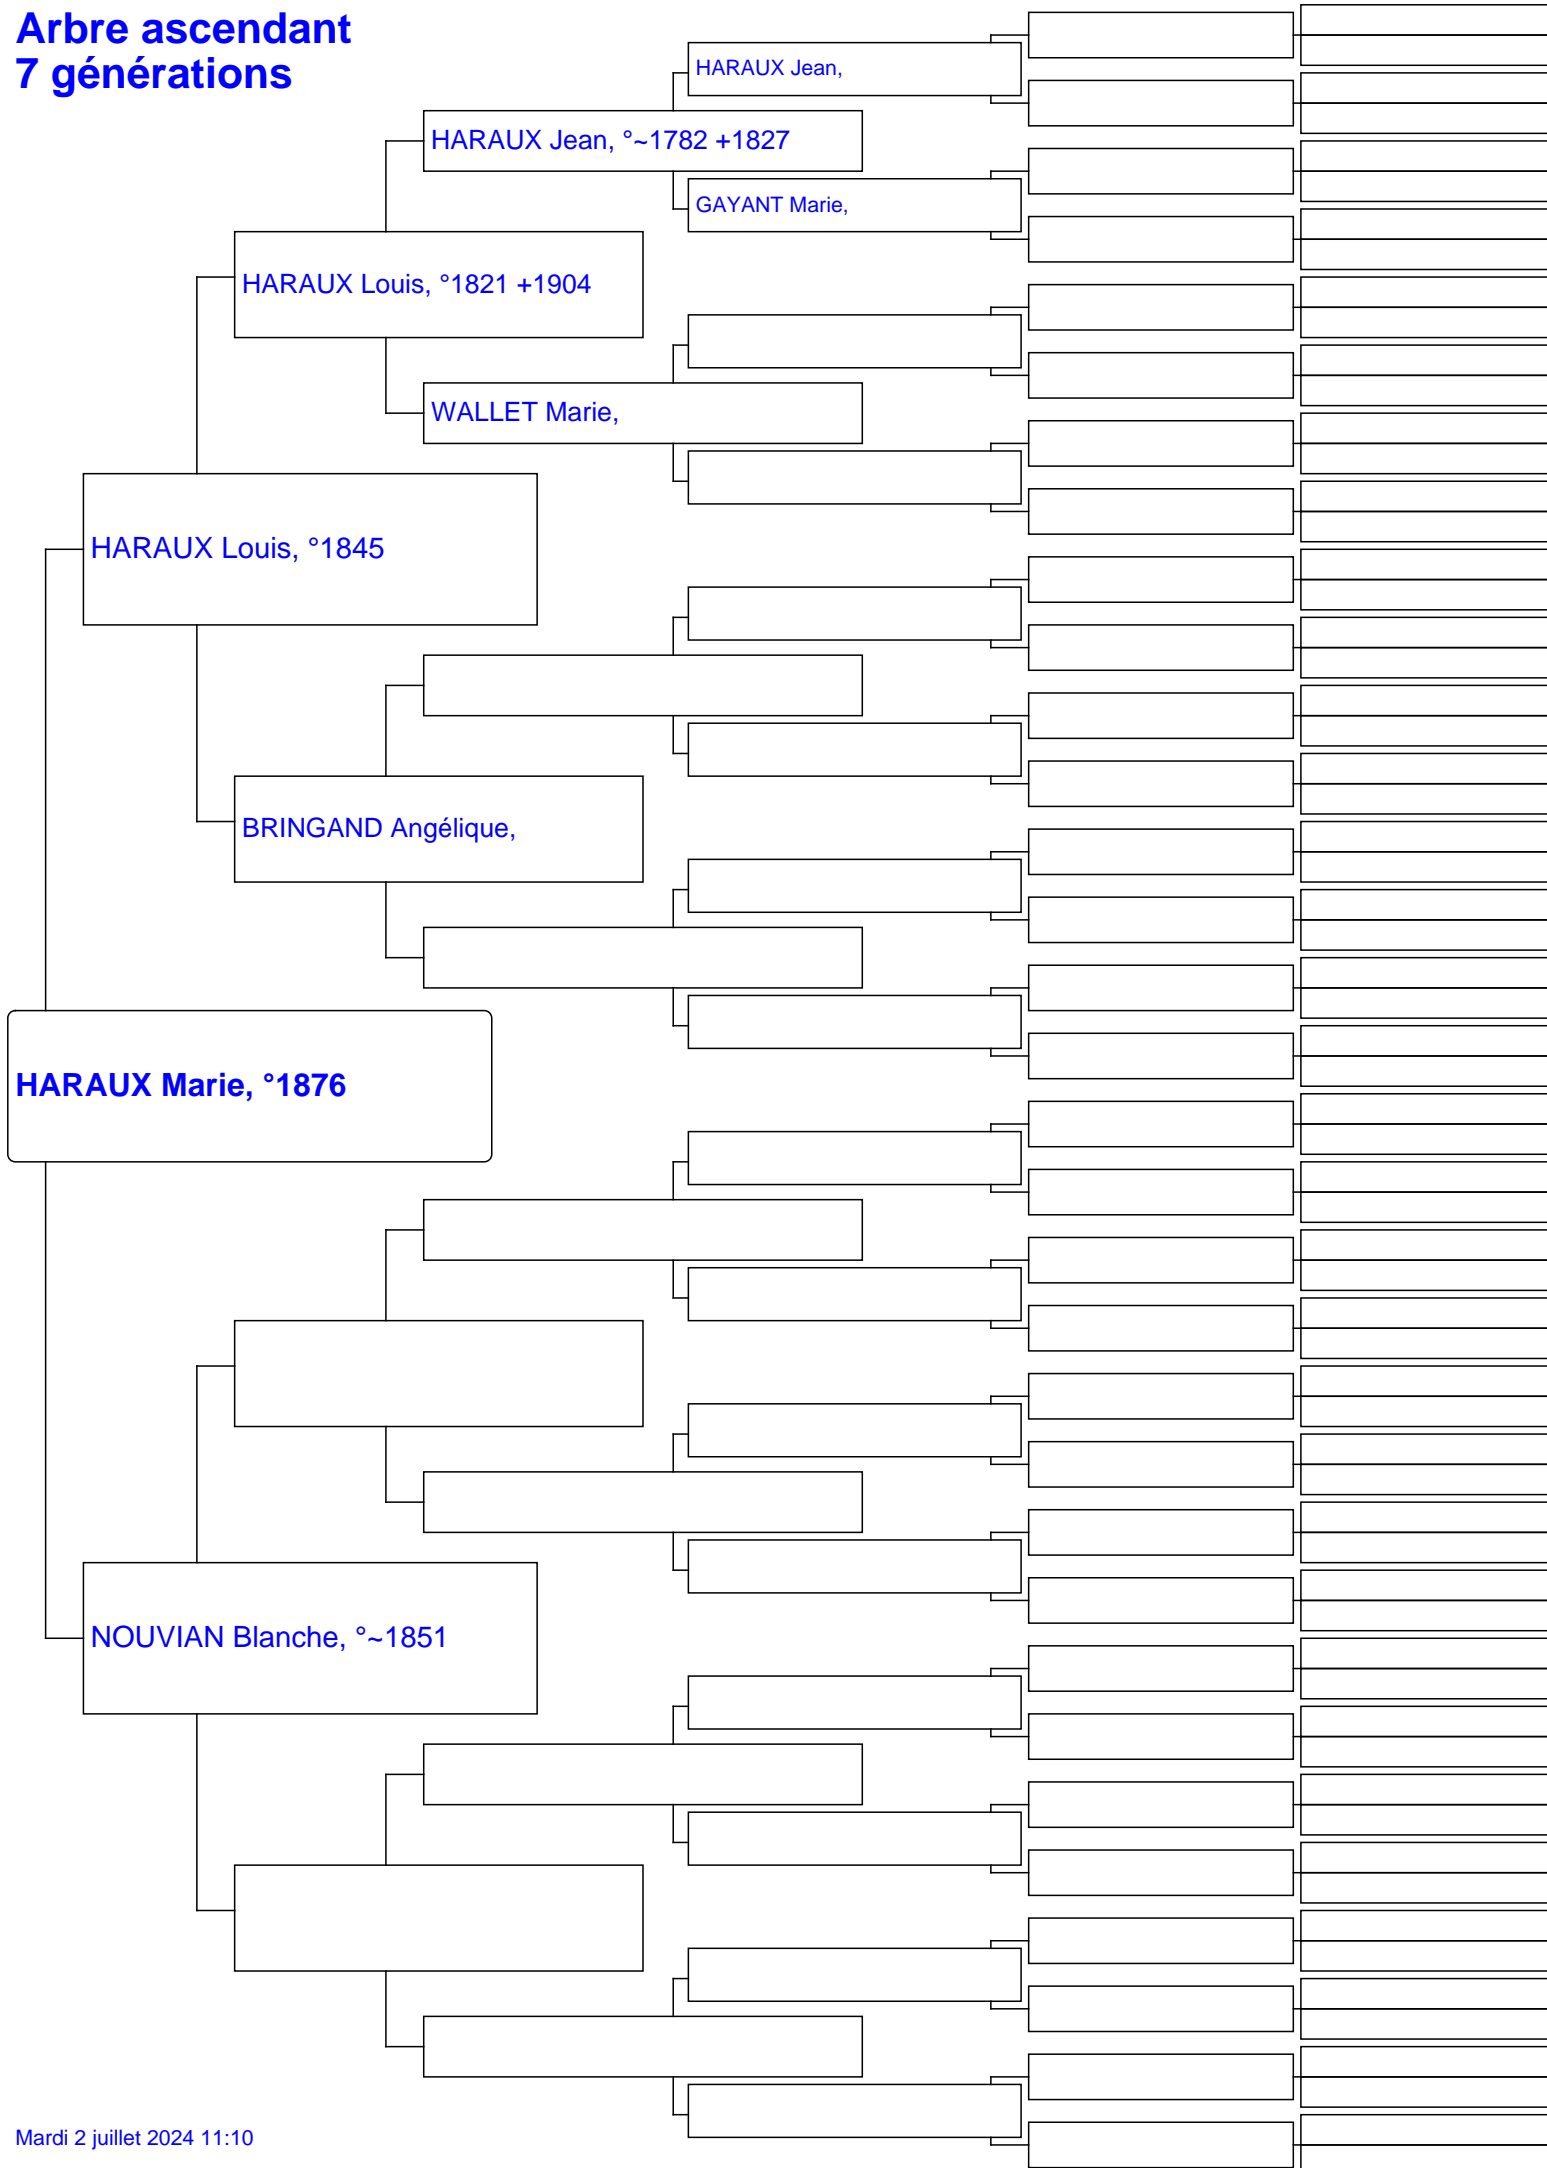 Arbre ascendant
7 générations
HARAUX Jean,
HARAUX Jean, °~1782 +1827
GAYANT Marie,
HARAUX Louis, °1821 +1904
WALLET Marie,
HARAUX Louis, °1845
BRINGAND Angélique,
HARAUX Marie, °1876
NOUVIAN Blanche, °~1851
Mardi 2 juillet 2024 11:10